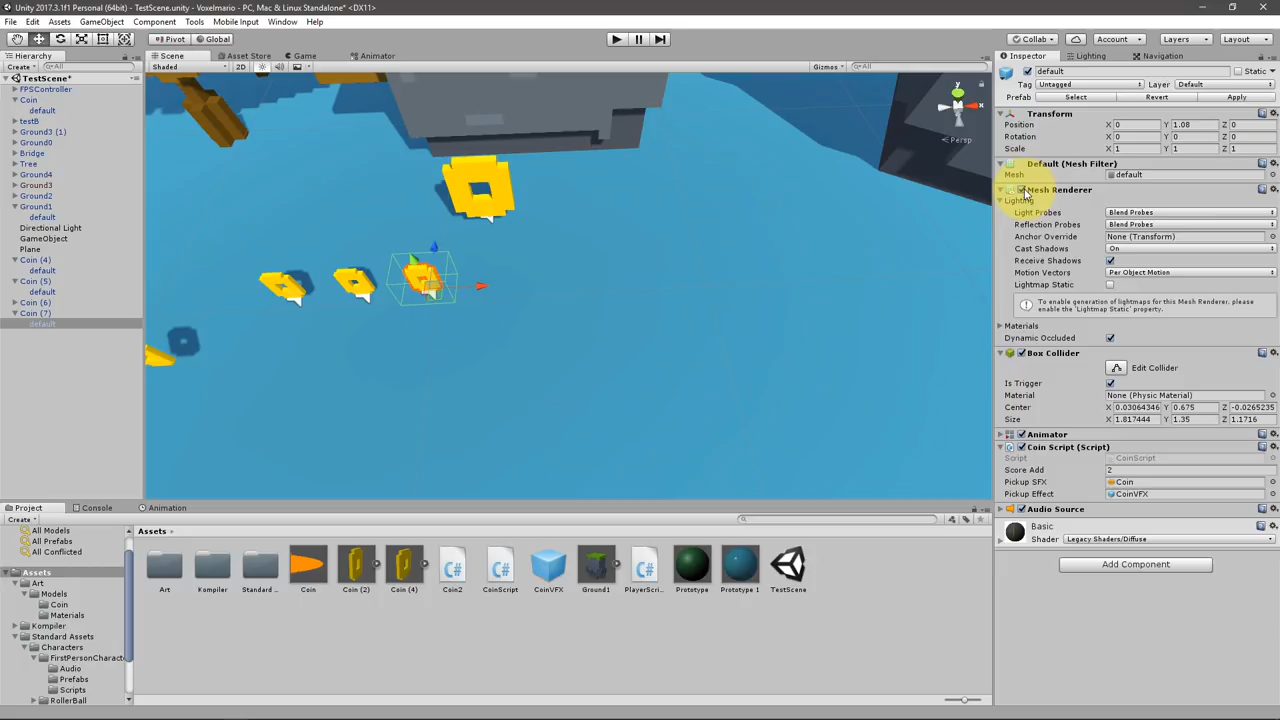 Unity 2017.3.1f1 Personal (64bit) - TestScene.unity - Voxelmario - PC, Mac & Linux Standalone* <DX11>
File Edit Assets GameObject Component Tools Mobile Input Window Help
Pivot Global Collab Account Layers Layout
Hierarchy Scene Asset Store Game Animator Inspector Lighting Navigation
Create All Shaded 2D Gizmos All
default Static
TestScene*
Tag Untagged Layer Default
FPSController
Prefab Select Revert Apply
Coin
default
Transform
testB
Position X 0 Y 1.08 Z 0
Ground3 (1)
Rotation X 0 Y 0 Z 0
Ground0
Scale X 1 Y 1 Z 1
Bridge
Persp
Tree
Default (Mesh Filter)
Ground4
Mesh default
Ground3
Mesh Renderer
Ground2
Lighting
Ground1
Light Probes Blend Probes
default
Reflection Probes Blend Probes
Directional Light
Anchor Override None (Transform)
GameObject
Cast Shadows On
Plane
Receive Shadows
Coin (4)
Motion Vectors Per Object Motion
default
Lightmap Static
Coin (5)
default
Coin (6)
Coin (7)
default
To enable generation of lightmaps for this Mesh Renderer, please
enable the 'Lightmap Static' property.
Materials
Dynamic Occluded
Box Collider
Edit Collider
Is Trigger
Material None (Physic Material)
Center X 0.03064346 Y 0.675 Z -0.0265235
Size X 1.817444 Y 1.35 Z 1.1716
Animator
Coin Script (Script)
Script CoinScript
Score Add 2
Pickup SFX Coin
Pickup Effect CoinVFX
Audio Source
Basic
Shader Legacy Shaders/Diffuse
Add Component
Project Console Animation
Create
All Models
All Prefabs
All Conflicted
Assets
Art
Models
Coin
Materials
Kompiler
Standard Assets
Characters
FirstPersonCharact
Audio
Prefabs
Scripts
RollerBall
Assets
Art Kompiler Standard ... Coin Coin (2) Coin (4) Coin2 CoinScript CoinVFX Ground1 PlayerScri... Prototype Prototype 1 TestScene
C# C# C#